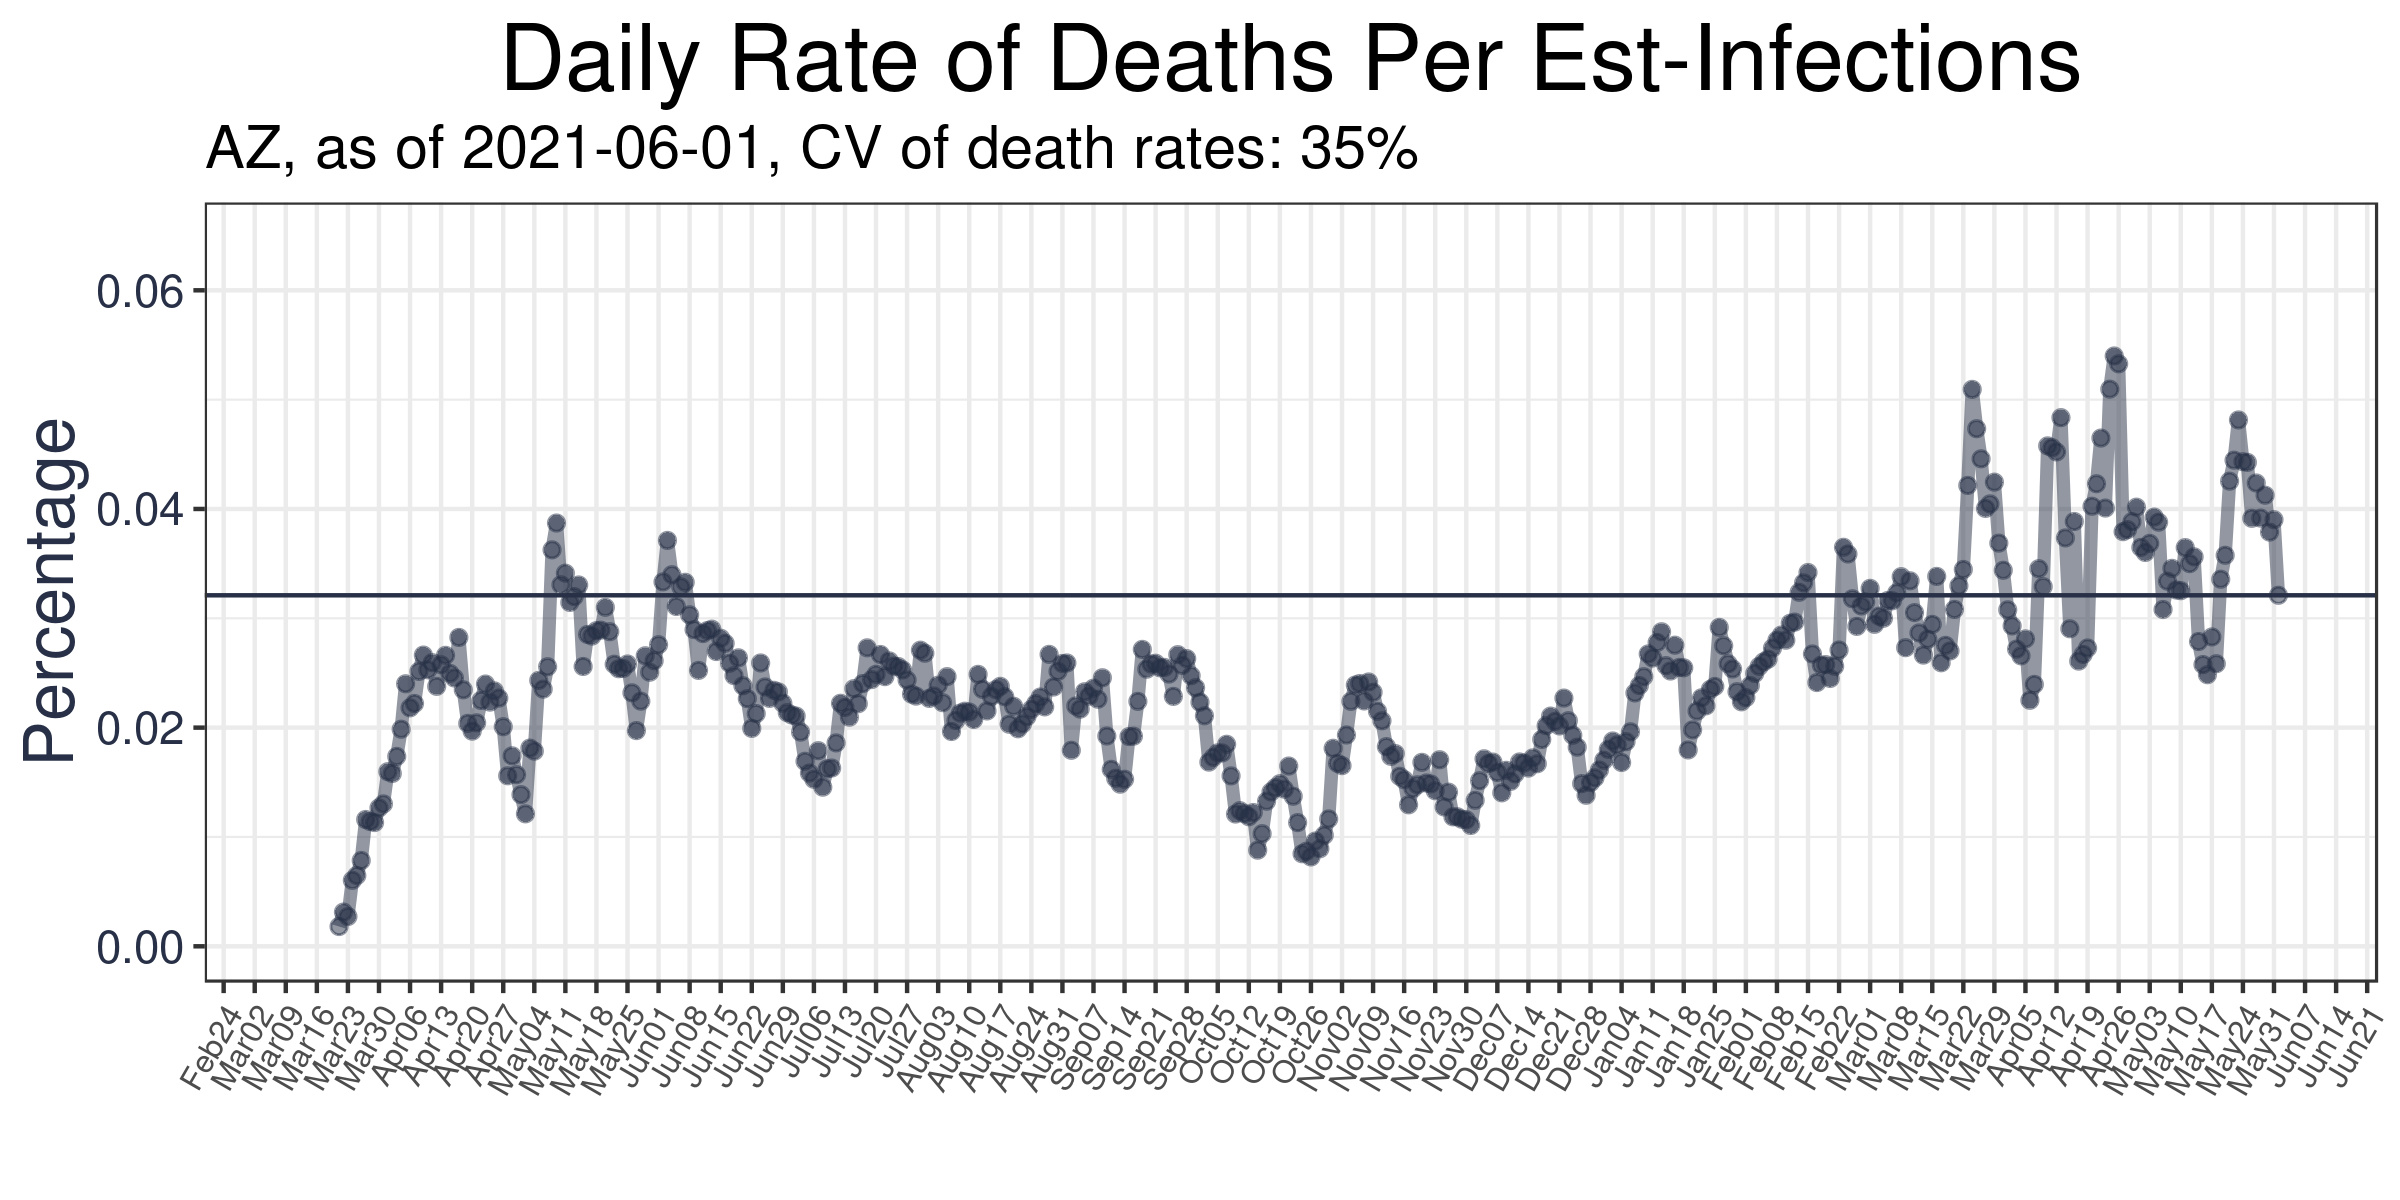 Daily Rate of Deaths Per Est-Infections
AZ, as of 2021-06-01, CV of death rates: 35%
Percentage
0.06
0.04
0.02
0.00
Feb24
Mar02
Mar09
Mar16
Mar23
Mar30
Apr06
Apr13
Apr20
Apr27
May04
May11
May18
May25
Jun01
Jun08
Jun15
Jun22
Jun29
Jul06
Jul13
Jul20
Jul27
Aug03
Aug10
Aug17
Aug24
Aug31
Sep07
Sep14
Sep21
Sep28
Oct05
Oct12
Oct19
Oct26
Nov02
Nov09
Nov16
Nov23
Nov30
Dec07
Dec14
Dec21
Dec28
Jan04
Jan11
Jan18
Jan25
Feb01
Feb08
Feb15
Feb22
Mar01
Mar08
Mar15
Mar22
Mar29
Apr05
Apr12
Apr19
Apr26
May03
May10
May17
May24
May31
Jun07
Jun14
Jun21